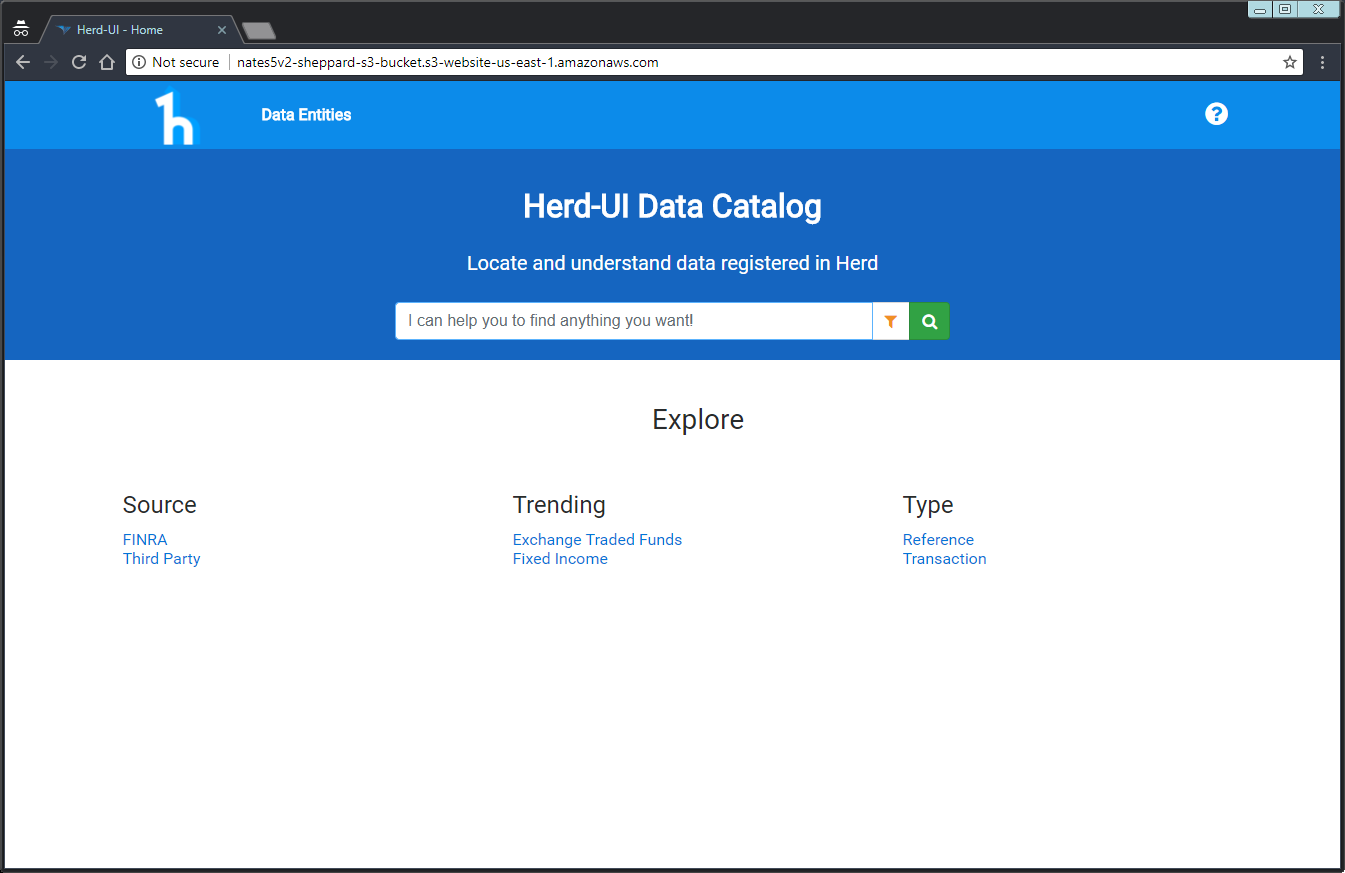 Herd-UI - Home
Not secure nates5v2-sheppard-s3-bucket.s3-website-us-east-1.amazonaws.com
1h Data Entities ?
Herd-UI Data Catalog
Locate and understand data registered in Herd
I can help you to find anything you want!
Explore
Source
FINRA
Third Party
Trending
Exchange Traded Funds
Fixed Income
Type
Reference
Transaction